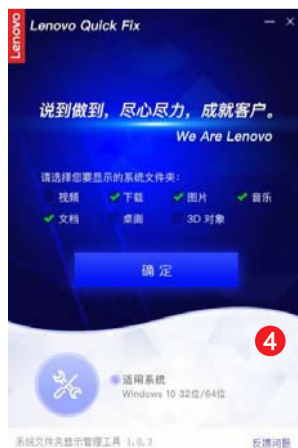 Lenovo
Lenovo Quick Fix
说到做到，尽心尽力，成就客户。
We Are Lenovo
请选择您要显示的系统文件夹：
视频 下载 图片 音乐
文档 桌面 3D 对象
确定
4
适用系统
Windows 10 32位/64位
系统文件夹显示管理工具 1.0.3 反馈问题